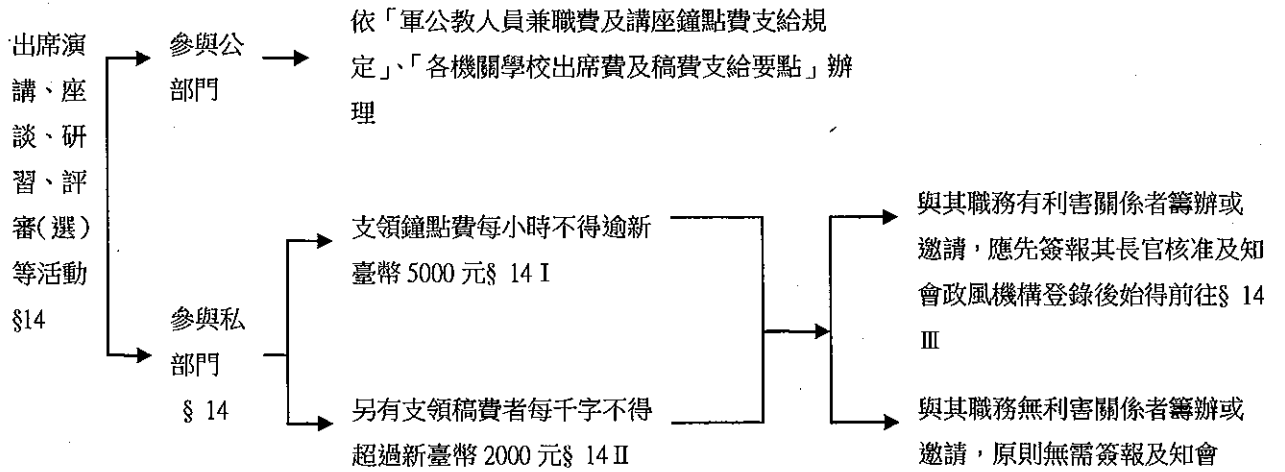 出席演
講、座
談、研
習、評
審(選)
等活動
§14
參與公
部門
依「軍公教人員兼職費及講座鐘點費支給規
定」、「各機關學校出席費及稿費支給要點」辦
理
參與私
部門
§ 14
支領鐘點費每小時不得逾新
臺幣 5000 元§ 14 I
另有支領稿費者每千字不得
超過新臺幣 2000 元§ 14 II
與其職務有利害關係者籌辦或
邀請，應先簽報其長官核准及知
會政風機構登錄後始得前往§ 14
III
與其職務無利害關係者籌辦或
邀請，原則無需簽報及知會